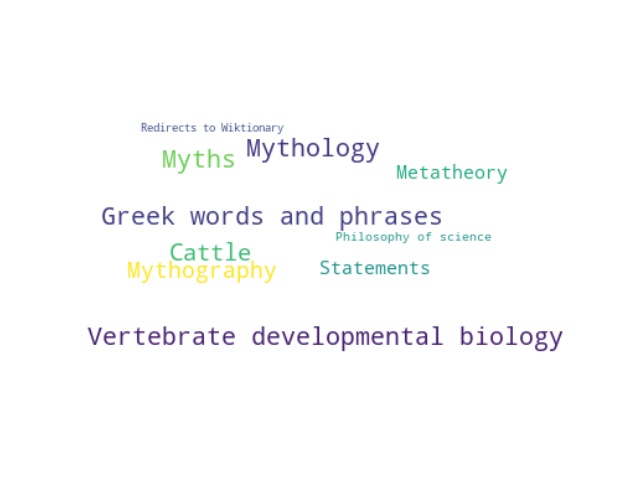 Redirects to Wiktionary
Mythology
Myths
Metatheory
Greek words and phrases
Philosophy of science
Cattle
Mythography
Statements
Vertebrate developmental biology